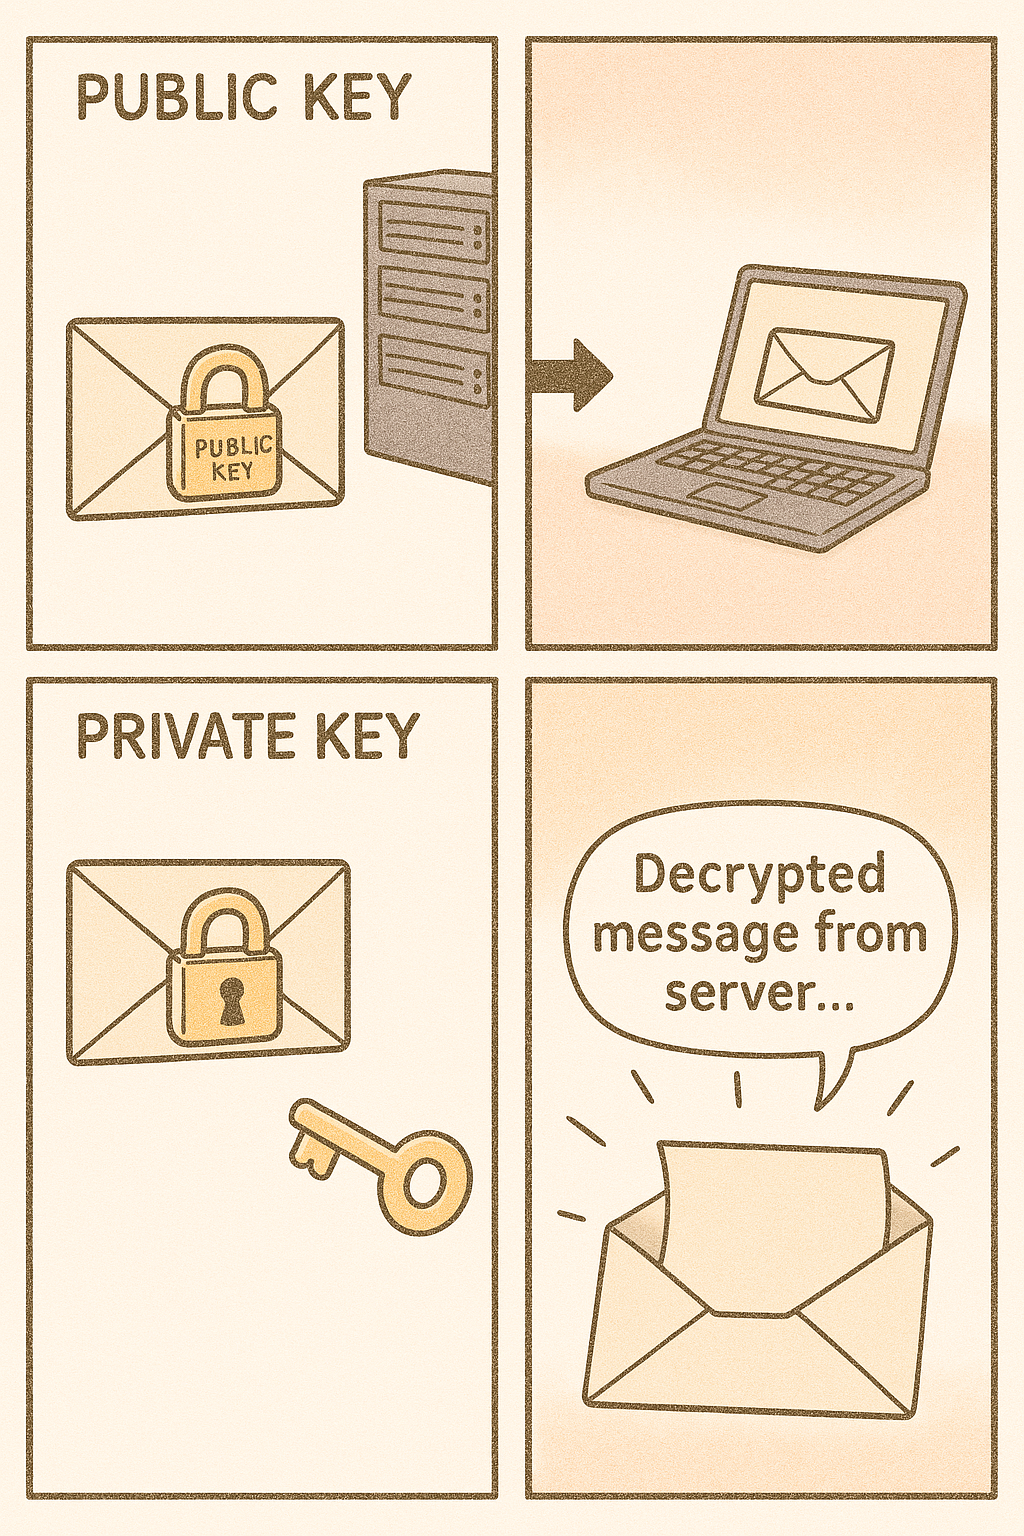 PUBLIC KEY
PUBLIC
KEY
PRIVATE KEY
Decrypted
message from
server...